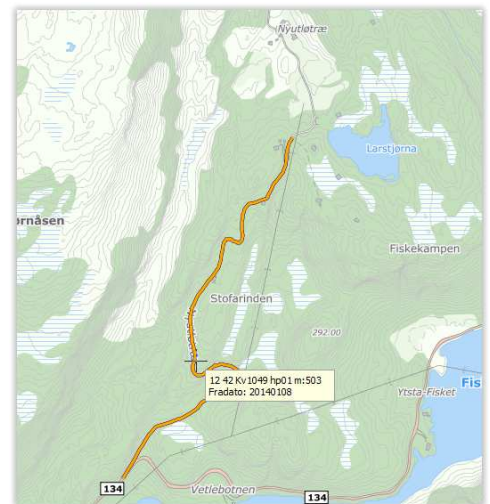 Nyutløtræ
Larstjørna
ørnåsen
Fiskekampen
Stofarinden
292.00
12 42 Kv1049 hp01 m:503
Fradato: 20140108
Fis
Ytsta-Fisket
134
Vetlebotnen
134